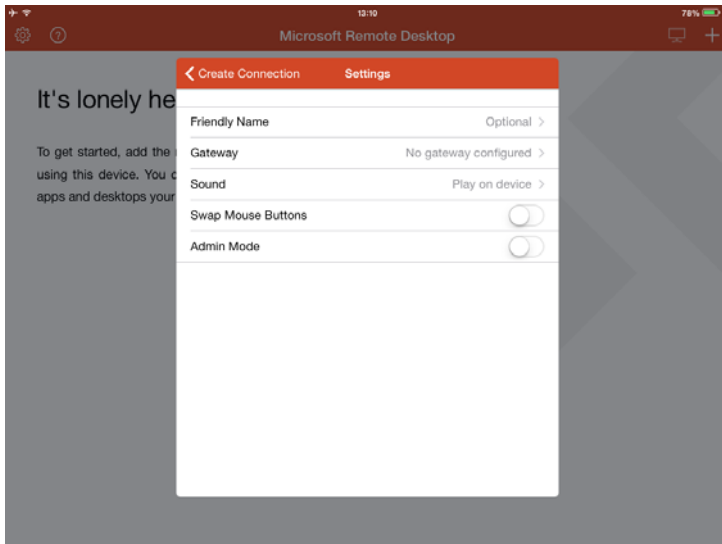 13:10
78%
Microsoft Remote Desktop
Create Connection
Settings
It's lonely he
To get started, add the
using this device. You
apps and desktops your
Friendly Name
Optional
Gateway
No gateway configured
Sound
Play on device
Swap Mouse Buttons
Admin Mode